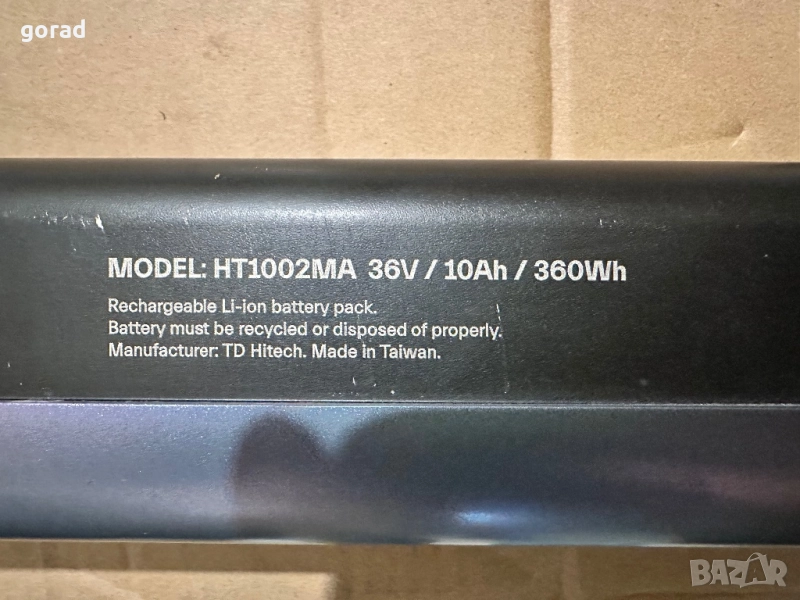 gorad
MODEL: HT1002MA 36V / 10Ah / 360Wh
Rechargeable Li-ion battery pack.
Battery must be recycled or disposed of properly.
Manufacturer: TD Hitech. Made in Taiwan.
BAZAR